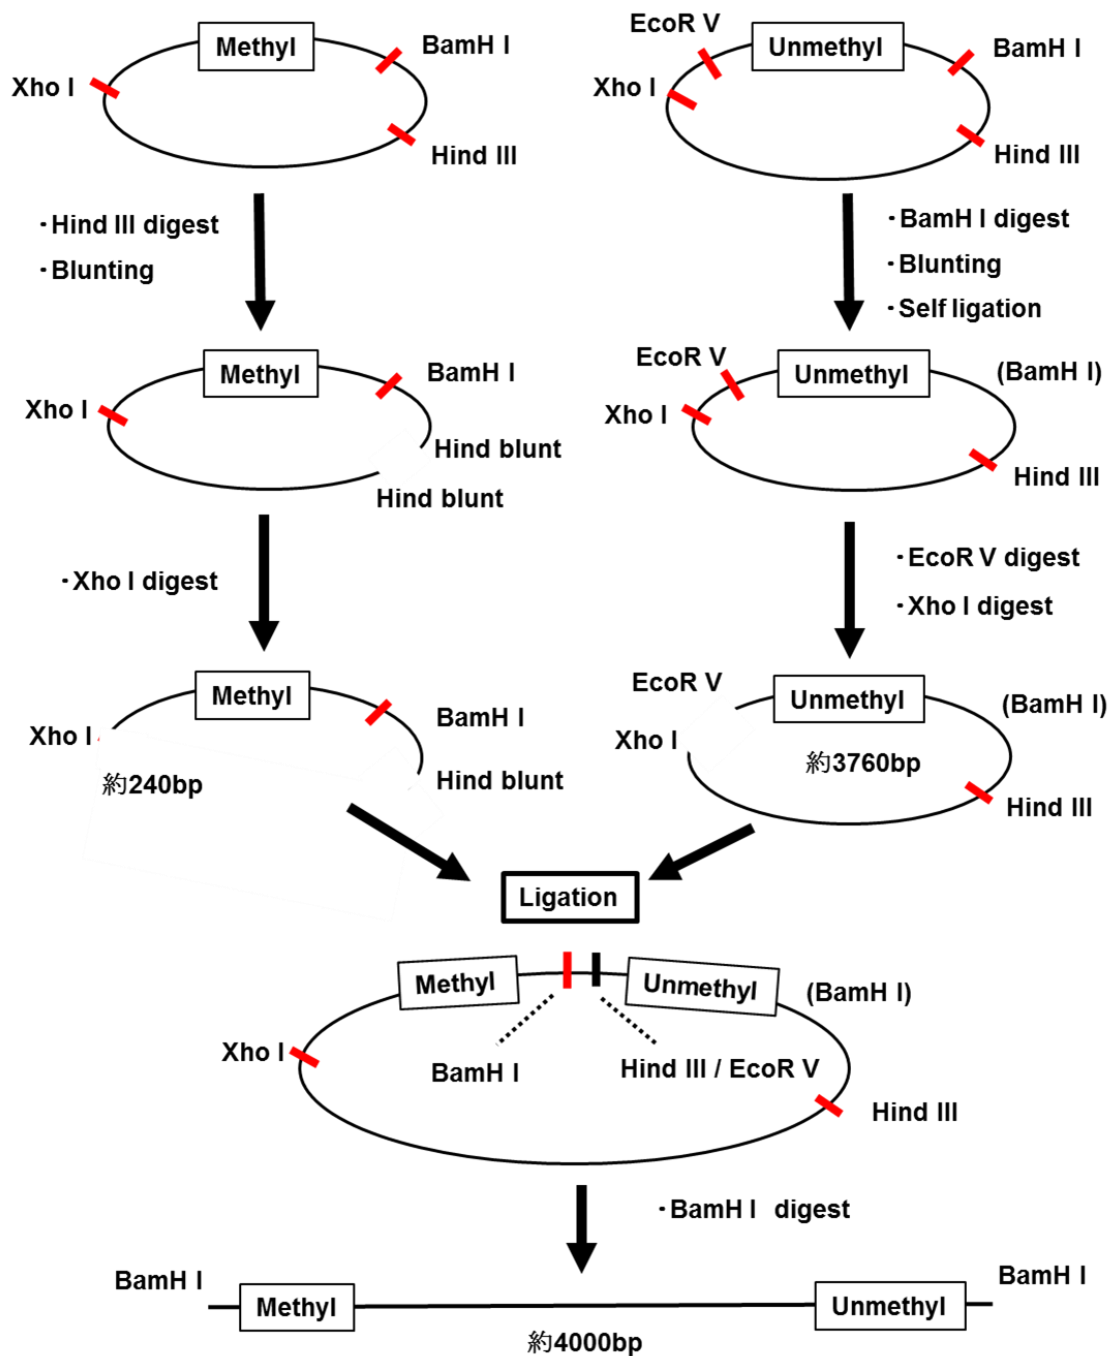 EcoR V
Methyl
BamH I
Unmethyl
BamH I
Xho I
Xho I
Hind III
Hind III
・Hind III digest
・Blunting
・BamH I digest
・Blunting
・Self ligation
EcoR V
Methyl
BamH I
Unmethyl
(BamH I)
Xho I
Xho I
Hind blunt
Hind III
Hind blunt
・Xho I digest
・EcoR V digest
・Xho I digest
EcoR V
Methyl
BamH I
Unmethyl
(BamH I)
Xho I
Xho I
約240bp
Hind blunt
約3760bp
Hind III
Ligation
Methyl
Unmethyl
(BamH I)
Xho I
BamH I
Hind III / EcoR V
Hind III
・BamH I digest
BamH I
BamH I
Methyl
Unmethyl
約4000bp